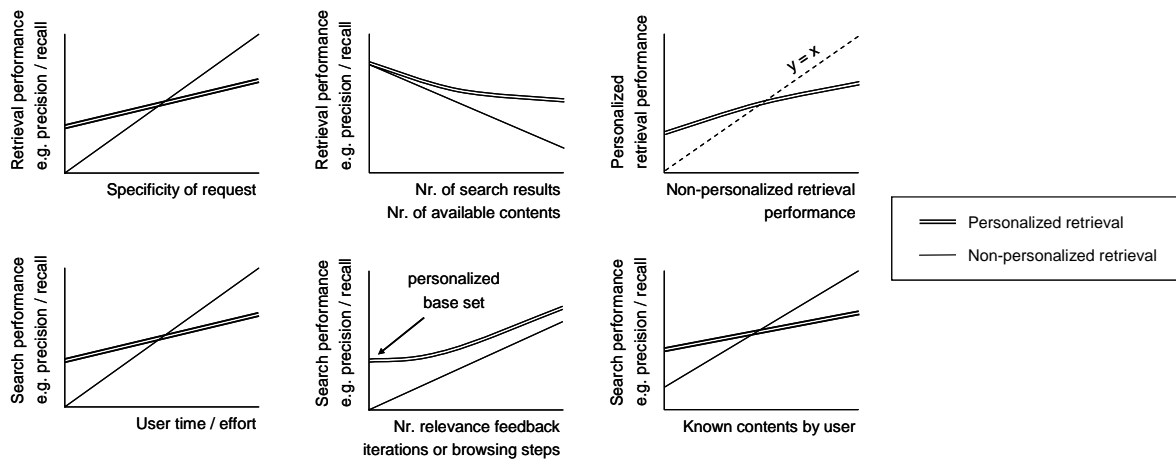 Retrieval performance
e.g. precision / recall
Specificity of request
Retrieval performance
e.g. precision / recall
Nr. of search results
Nr. of available contents
Personalized
retrieval performance
y = x
Non-personalized retrieval
performance
Personalized retrieval
Non-personalized retrieval
Search performance
e.g. precision / recall
User time / effort
Search performance
e.g. precision / recall
personalized
base set
Nr. relevance feedback
iterations or browsing steps
Search performance
e.g. precision / recall
Known contents by user